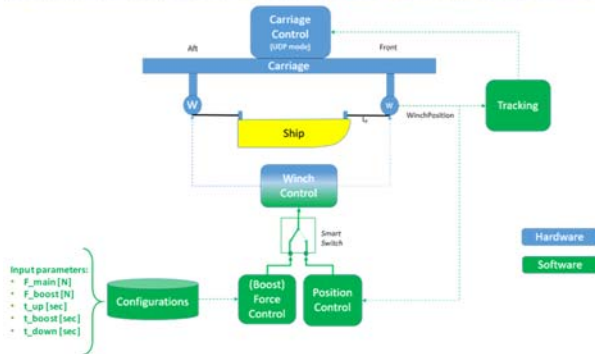 Carriage
Control
(UDP mode)
Aft
Front
Carriage
W
W
WinchPosition
Tracking
Ship
Winch
Control
Smart
Switch
Hardware
Software
Input parameters:
• F_main [N]
• F_boost [N]
• t_up [sec]
• t_boost [sec]
• t_down [sec]
Configurations
(Boost)
Force
Control
Position
Control